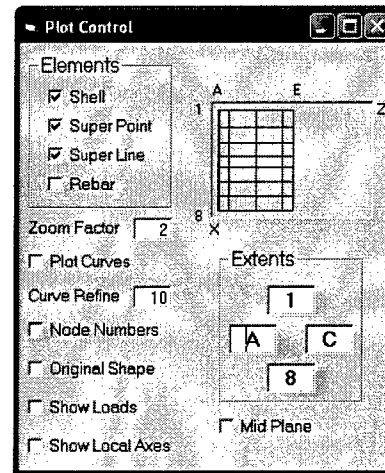 Plot Control
Elements
Shell
Super Point
Super Line
Rebar
Zoom Factor 2
Plot Curves
Curve Refine 10
Node Numbers
Original Shape
Show Loads
Show Local Axes
A E
1 Z
8
X
Extents
1
A C
8
Mid Plane